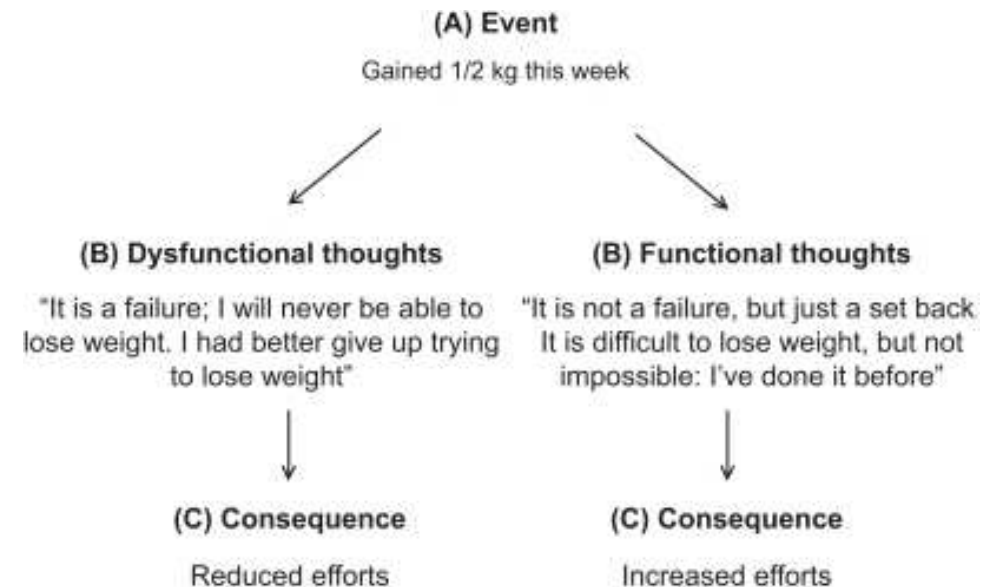 (A) Event
Gained 1/2 kg this week
(B) Dysfunctional thoughts
"It is a failure; I will never be able to
lose weight. I had better give up trying
to lose weight"
(B) Functional thoughts
"It is not a failure, but just a set back
It is difficult to lose weight, but not
impossible: I've done it before"
(C) Consequence
Reduced efforts
(C) Consequence
Increased efforts